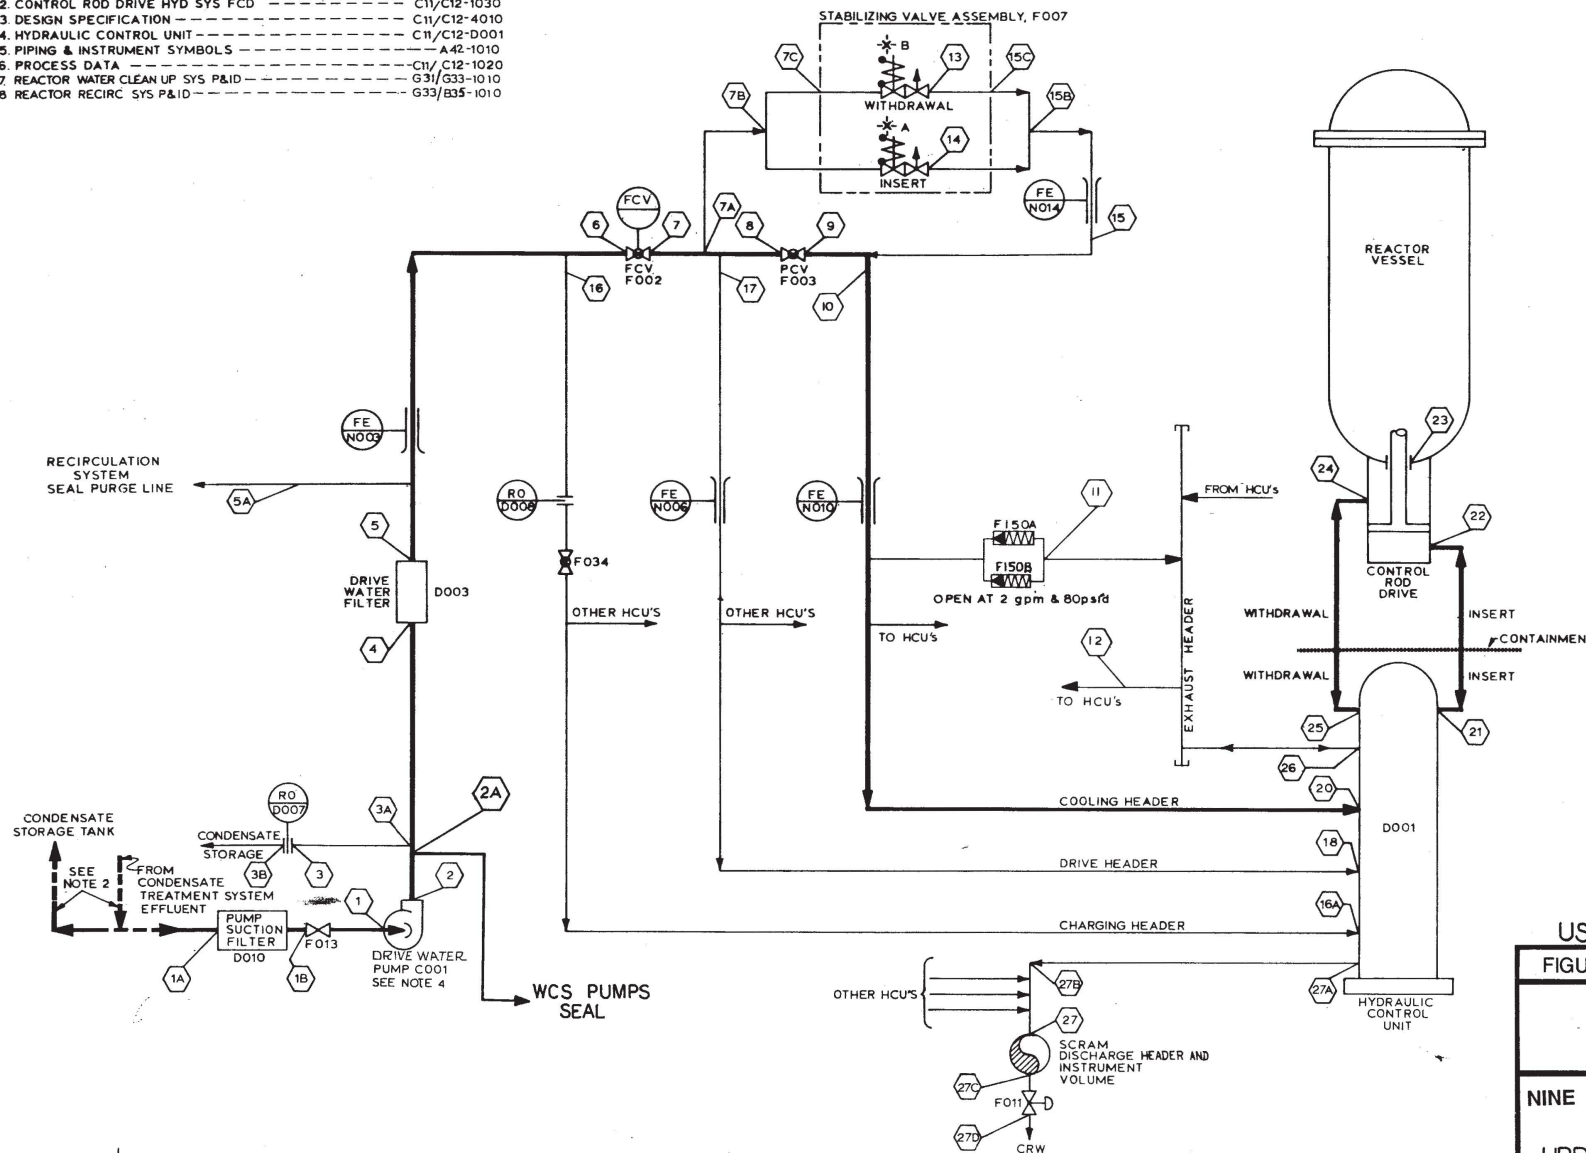 2. CONTROL ROD DRIVE HYD SYS FCD C11/C12-1030
3. DESIGN SPECIFICATION C11/C12-4010
4. HYDRAULIC CONTROL UNIT C11/C12-D001
5. PIPING & INSTRUMENT SYMBOLS A42-1010
6. PROCESS DATA C11/C12-1020
7. REACTOR WATER CLEAN UP SYS P&ID G31/G33-1010
8 REACTOR RECIRC SYS P&ID G33/B35-1010
STABILIZING VALVE ASSEMBLY, F007
B
7C
13
15C
WITHDRAWAL
7B
15B
A
14
INSERT
FE
N014
15
FCV
6
7
7A
8
9
FCV
F002
PCV
F003
16
17
10
REACTOR
VESSEL
FE
N003
RECIRCULATION
SYSTEM
SEAL PURGE LINE
5A
RO
D008
FE
N006
FE
N010
11
F150A
F150B
OPEN AT 2 gpm & 80psid
FROM HCU's
23
24
22
CONTROL
ROD
DRIVE
5
F034
DRIVE
WATER
FILTER
D003
4
OTHER HCU'S
OTHER HCU'S
TO HCU's
12
TO HCU's
EXHAUST HEADER
WITHDRAWAL
INSERT
CONTAINMEN
WITHDRAWAL
INSERT
25
21
26
20
COOLING HEADER
D001
18
DRIVE HEADER
16A
CHARGING HEADER
CONDENSATE
STORAGE TANK
SEE
NOTE 2
FROM
CONDENSATE
TREATMENT SYSTEM
EFFLUENT
RO
D007
3A
2A
CONDENSATE
STORAGE
3B
3
2
1
PUMP
SUCTION
FILTER
D010
F013
1A
1B
DRIVE WATER
PUMP C001
SEE NOTE 4
WCS PUMPS
SEAL
OTHER HCU'S
27B
27A
HYDRAULIC
CONTROL
UNIT
27
SCRAM
DISCHARGE HEADER AND
INSTRUMENT
VOLUME
27C
F011
27D
CRW
US
FIGU
NINE